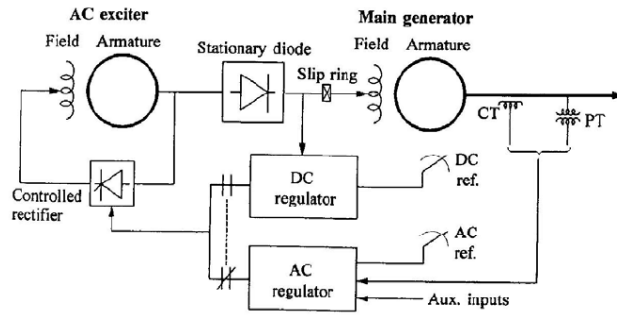 AC exciter
Field Armature
Stationary diode
Main generator
Field Armature
Slip ring
CT
PT
Controlled
rectifier
DC
regulator
DC
ref.
AC
regulator
AC
ref.
Aux. inputs